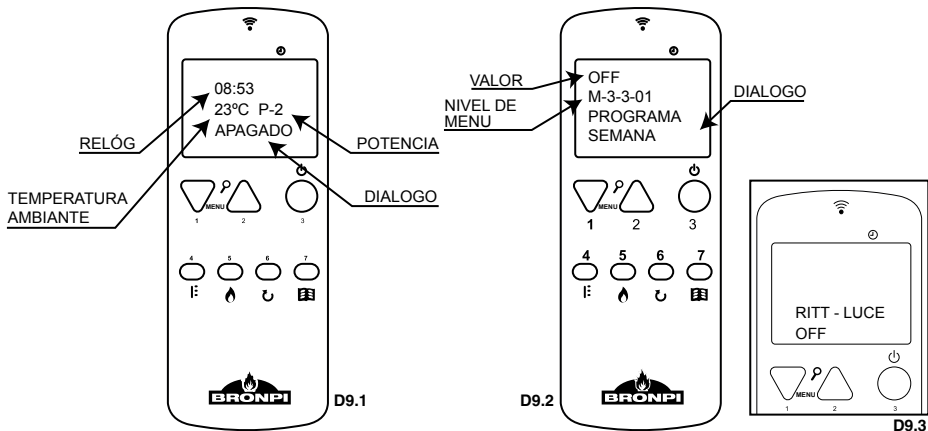 08:53
23ºC P-2
APAGADO
RELÓG
POTENCIA
TEMPERATURA
AMBIANTE
DIALOGO
MENU
1
2
3
4
5
6
7
BRONPI
D9.1
OFF
M-3-3-01
PROGRAMA
SEMANA
VALOR
NIVEL DE
MENU
DIALOGO
MENU
1
2
3
4
5
6
7
BRONPI
D9.2
RITT - LUCE
OFF
MENU
1
2
3
D9.3